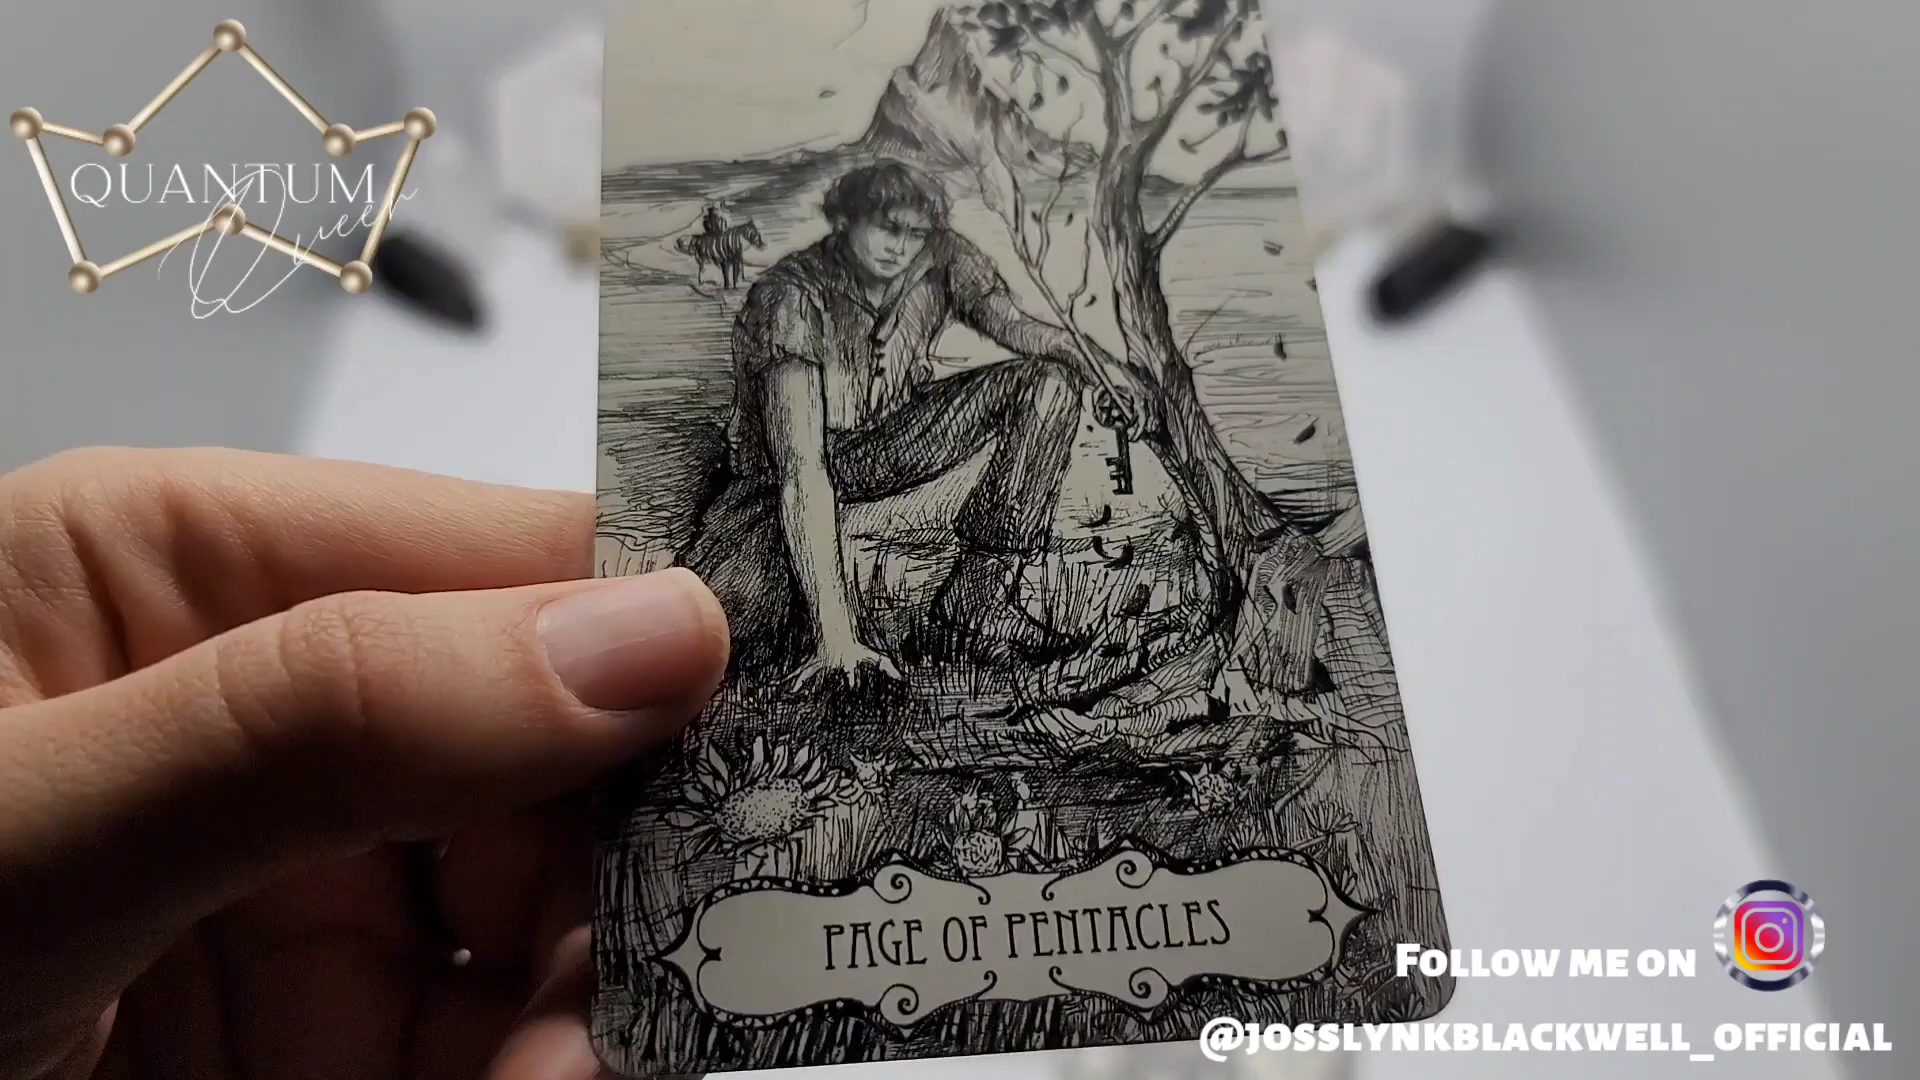 QUANTUM
Queen
PAGE OF PENTACLES
FOLLOW ME ON
@JOSSLYNKBLACKWELL_OFFICIAL